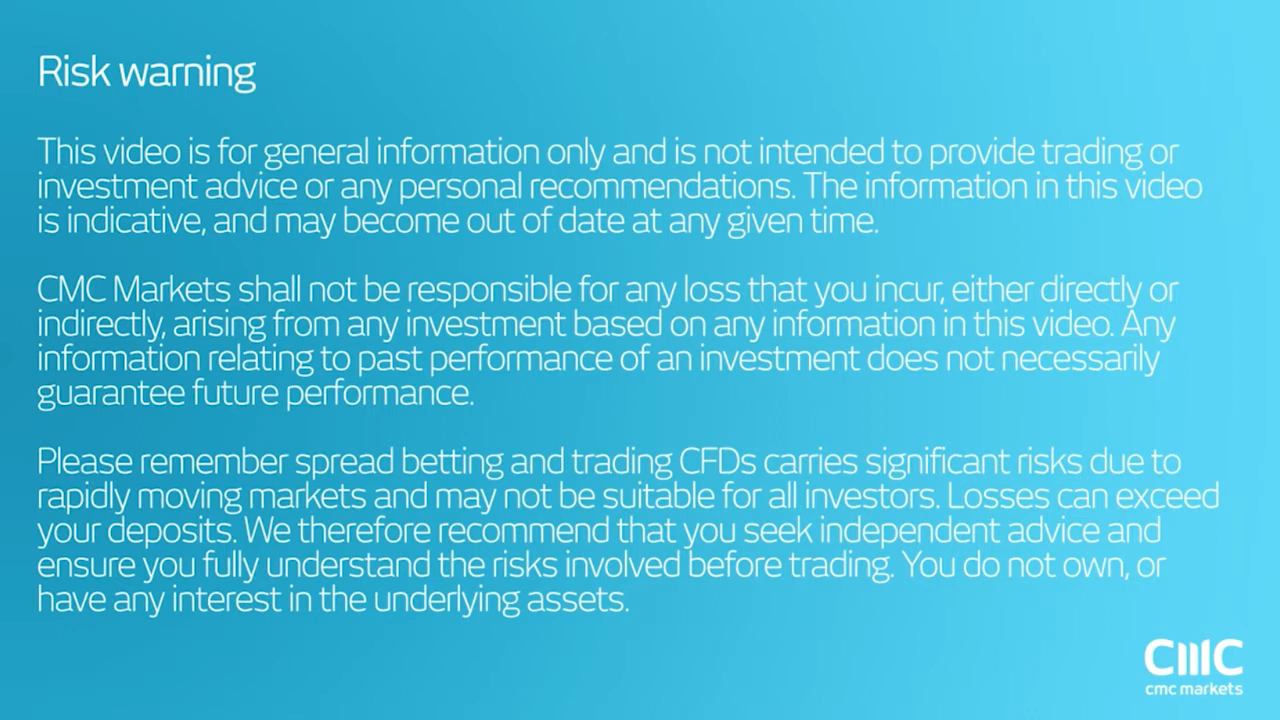 Risk warning
This video is for general information only and is not intended to provide trading or
investment advice or any personal recommendations. The information in this video
is indicative, and may become out of date at any given time.
CMC Markets shall not be responsible for any loss that you incur, either directly or
indirectly, arising from any investment based on any information in this video. Any
information relating to past performance of an investment does not necessarily
guarantee future performance.
Please remember spread betting and trading CFDs carries significant risks due to
rapidly moving markets and may not be suitable for all investors. Losses can exceed
your deposits. We therefore recommend that you seek independent advice and
ensure you fully understand the risks involved before trading. You do not own, or
have any interest in the underlying assets.
CMC
cmc markets